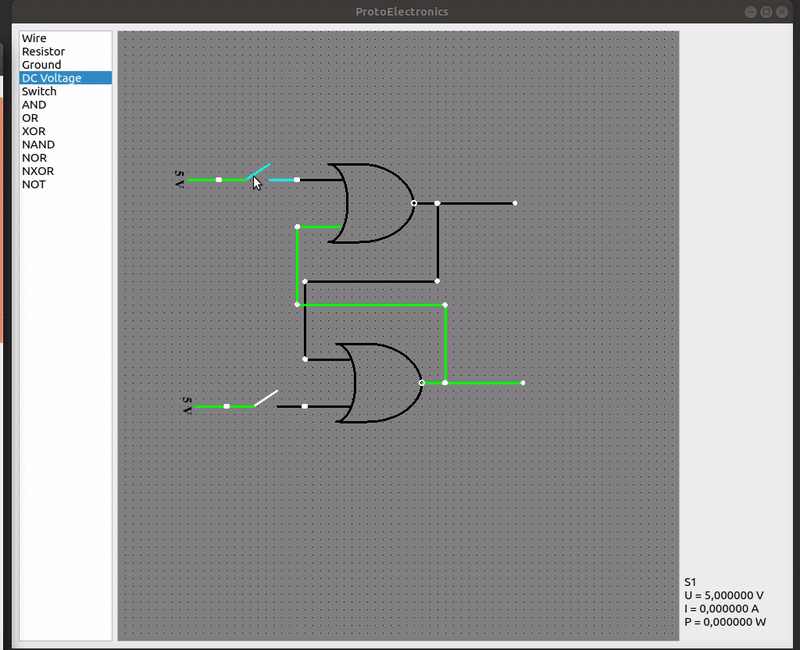 ProtoElectronics
Wire
Resistor
Ground
DC Voltage
Switch
AND
OR
XOR
NAND
NOR
NXOR
NOT
5 V
5 V
S1
U = 5,000000 V
I = 0,000000 A
P = 0,000000 W